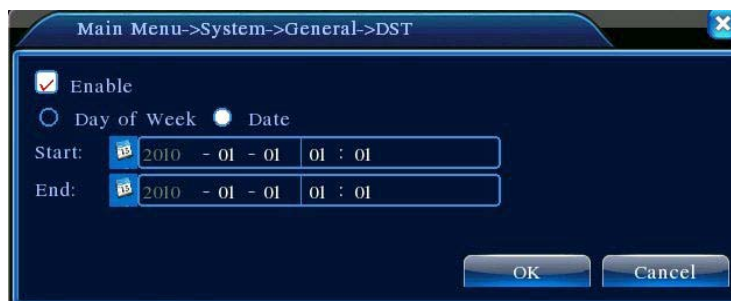 Main Menu->System->General->DST
Enable
Day of Week Date
Start: 2010 - 01 - 01 01 : 01
End: 2010 - 01 - 01 01 : 01
OK Cancel